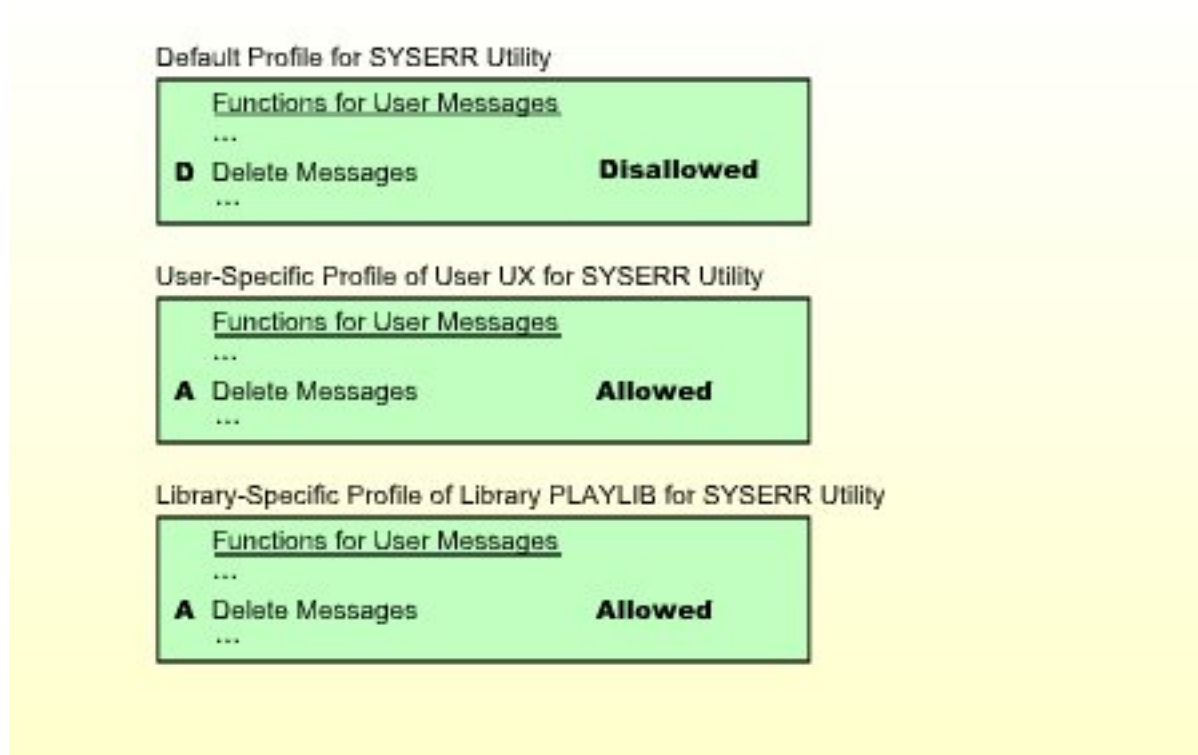 Default Profile for SYSERR Utility
Functions for User Messages
...
D Delete Messages Disallowed
...
User-Specific Profile of User UX for SYSERR Utility
Functions for User Messages
...
A Delete Messages Allowed
...
Library-Specific Profile of Library PLAYLIB for SYSERR Utility
Functions for User Messages
...
A Delete Messages Allowed
...